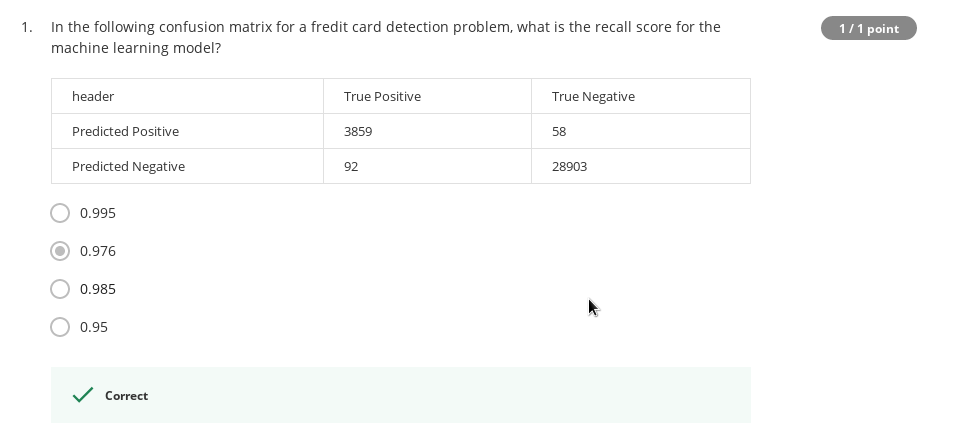 1. In the following confusion matrix for a fredit card detection problem, what is the recall score for the
machine learning model?
1 / 1 point
header True Positive True Negative
Predicted Positive 3859 58
Predicted Negative 92 28903
0.995
0.976
0.985
0.95
Correct